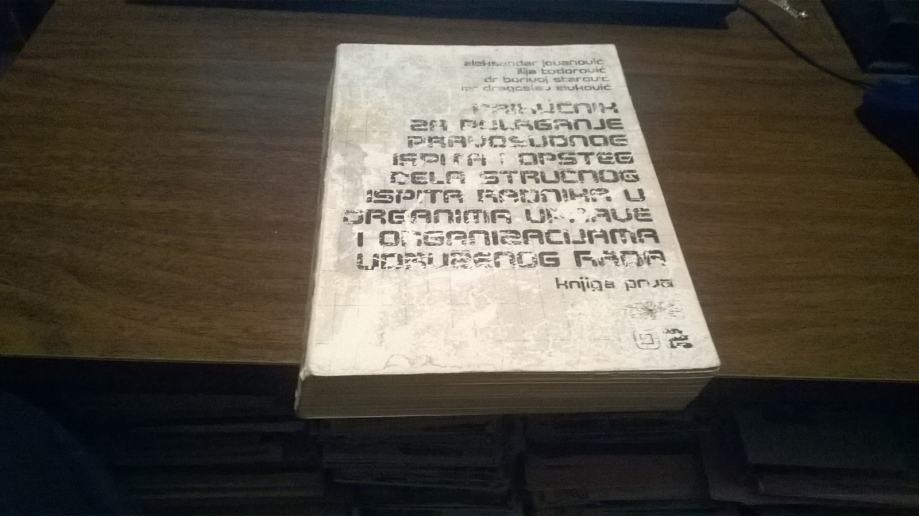 aleksandar jovanović
ilija todorović
dr borivoj starović
mr dragoslav
PRIRUČNIK
ZA POLAGANJE
PRAVOSUDNOG
ISPITA I OPŠTEG
DELA STRUČNOG
ISPITA RADNIKA U
ORGANIMA UPRAVE
I ORGANIZACIJAMA
UDRUŽENOG RADA
knjiga prva